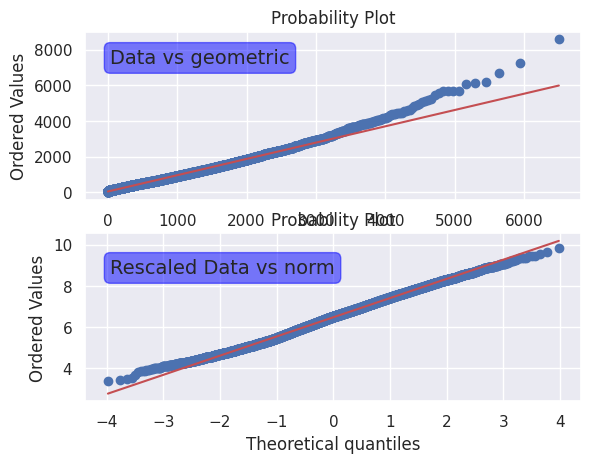 Probability Plot
Data vs geometric
Ordered Values
8000
6000
4000
2000
0
0 1000 2000 3000 4000 5000 6000
Probability Plot
Rescaled Data vs norm
Ordered Values
10
8
6
4
−4 −3 −2 −1 0 1 2 3 4
Theoretical quantiles